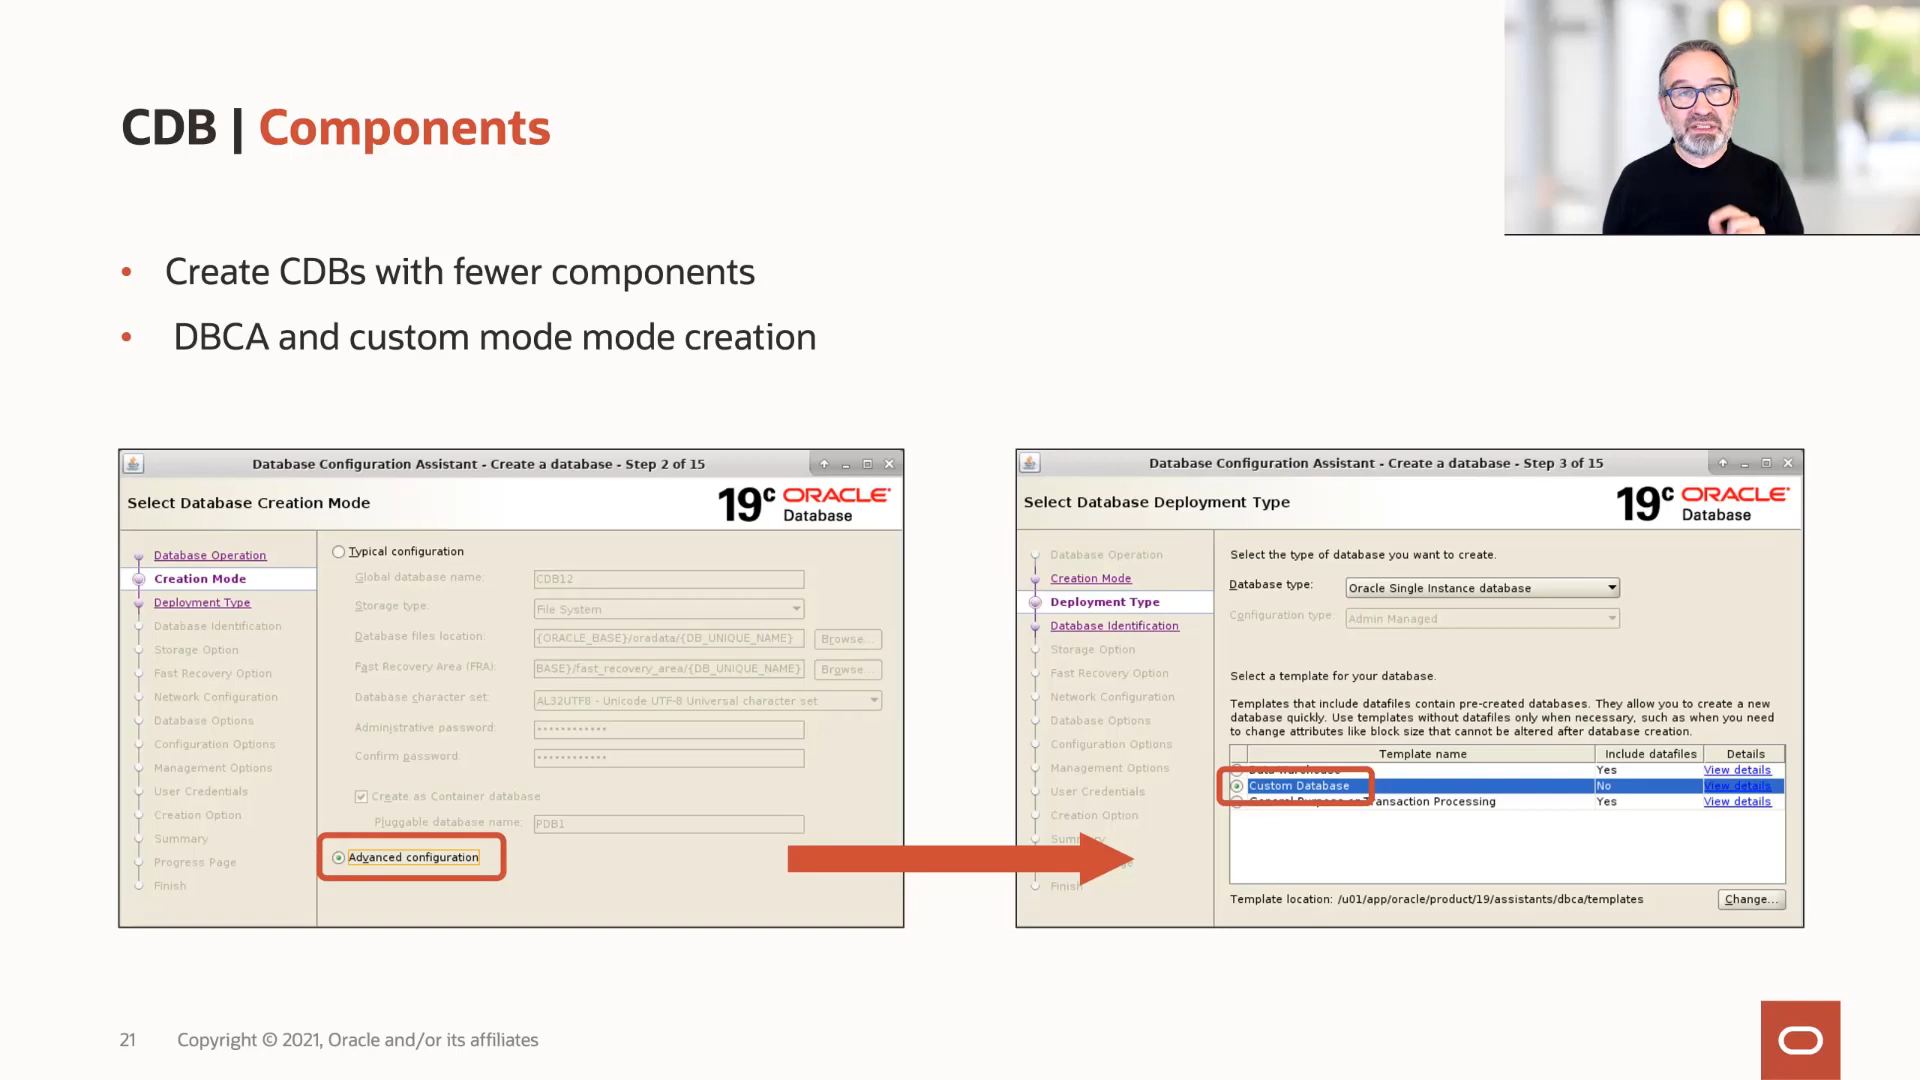 CDB | Components
• Create CDBs with fewer components
• DBCA and custom mode mode creation
Database Configuration Assistant - Create a database - Step 2 of 15
Select Database Creation Mode
19c ORACLE
Database
Database Operation
Creation Mode
Deployment Type
Database Identification
Storage Option
Fast Recovery Option
Network Configuration
Database Options
Configuration Options
Management Options
User Credentials
Creation Option
Summary
Progress Page
Finish
Typical configuration
Global database name: CDB12
Storage type: File System
Database files location: {ORACLE_BASE}/oradata/{DB_UNIQUE_NAME} Browse...
Fast Recovery Area (FRA): BASE}/fast_recovery_area/{DB_UNIQUE_NAME} Browse...
Database character set: AL32UTF8 - Unicode UTF-8 Universal character set
Administrative password: ••••••••••••
Confirm password: ••••••••••••
Create as Container database
Pluggable database name: PDB1
Advanced configuration
Database Configuration Assistant - Create a database - Step 3 of 15
Select Database Deployment Type
19c ORACLE
Database
Database Operation
Creation Mode
Deployment Type
Database Identification
Storage Option
Fast Recovery Option
Network Configuration
Database Options
Configuration Options
Management Options
User Credentials
Creation Option
Finish
Select the type of database you want to create.
Database type: Oracle Single Instance database
Configuration type: Admin Managed
Select a template for your database.
Templates that include datafiles contain pre-created databases. They allow you to create a new
database quickly. Use templates without datafiles only when necessary, such as when you need
to change attributes like block size that cannot be altered after database creation.
Template name Include datafiles Details
Data Warehouse Yes View details
Custom Database No View details
General Purpose or Transaction Processing Yes View details
Template location: /u01/app/oracle/product/19/assistants/dbca/templates Change...
21 Copyright © 2021, Oracle and/or its affiliates